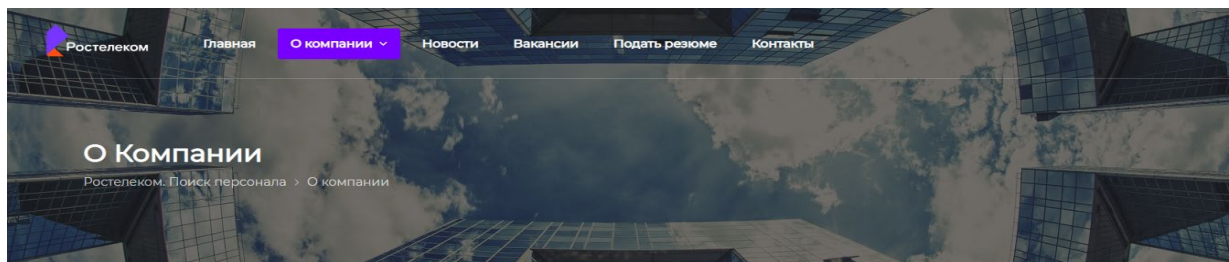 Ростелеком Главная О компании Новости Вакансии Подать резюме Контакты
О Компании
Ростелеком. Поиск персонала > О компании